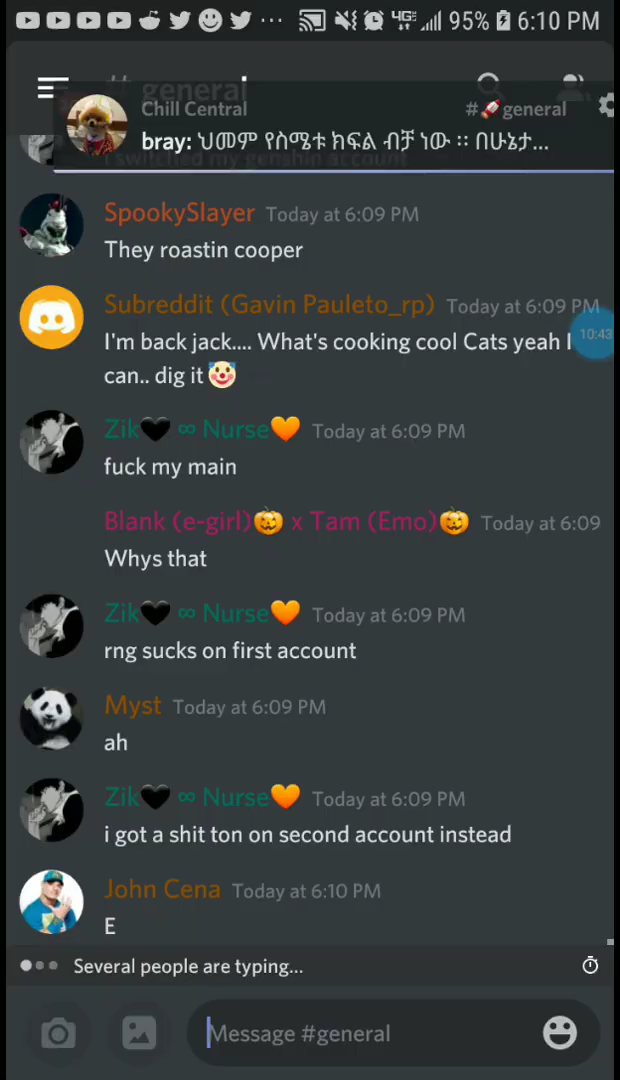 4GE 95% 6:10 PM
# general
Chill Central #🚀general
bray: ህመም የስሜቱ ክፍል ብቻ ነው ፡፡ በሁኔታ...
i switched my genshin account
SpookySlayer Today at 6:09 PM
They roastin cooper
Subreddit (Gavin Pauleto_rp) Today at 6:09 PM
I'm back jack.... What's cooking cool Cats yeah I
10:43
can.. dig it 🤡
Zik🖤 ∞ Nurse🧡 Today at 6:09 PM
fuck my main
Blank (e-girl)🎃 x Tam (Emo)🎃 Today at 6:09
Whys that
Zik🖤 ∞ Nurse🧡 Today at 6:09 PM
rng sucks on first account
Myst Today at 6:09 PM
ah
Zik🖤 ∞ Nurse🧡 Today at 6:09 PM
i got a shit ton on second account instead
John Cena Today at 6:10 PM
E
Several people are typing...
Message #general